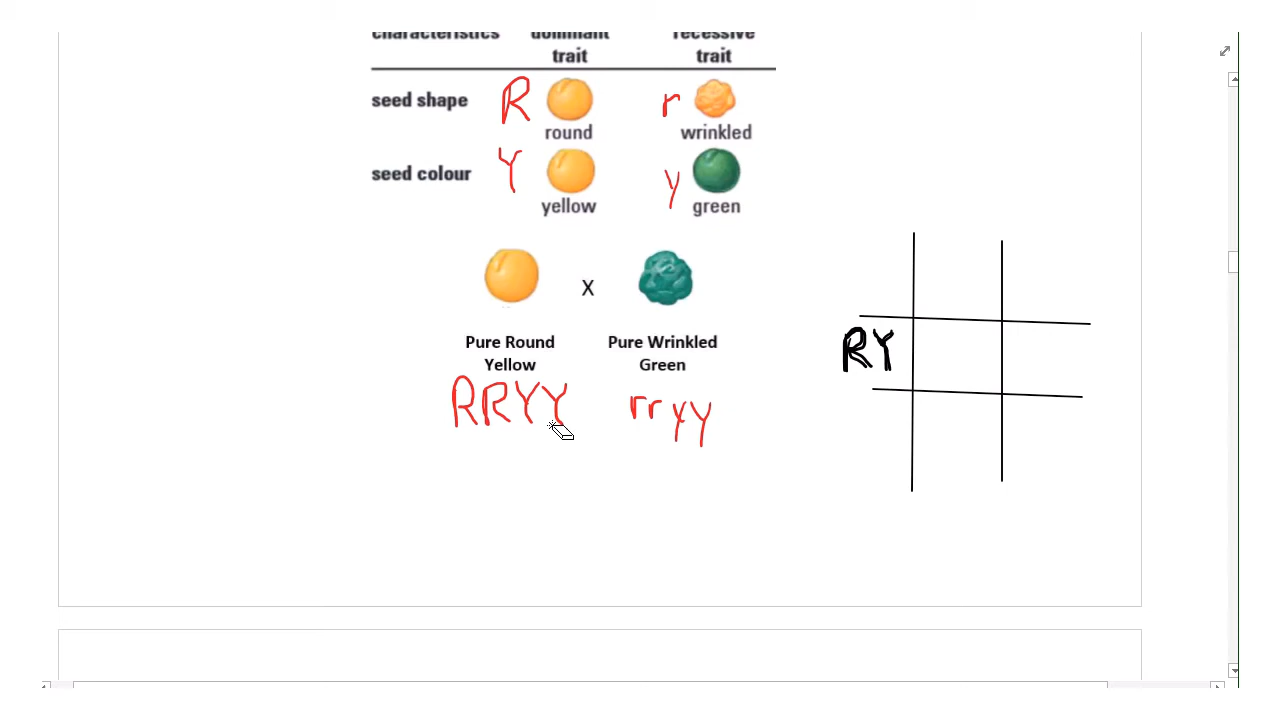 characteristics dominant recessive
trait trait
seed shape R r
round wrinkled
seed colour Y y
yellow green
X
Pure Round Pure Wrinkled
Yellow Green
RRYY rryy
RY